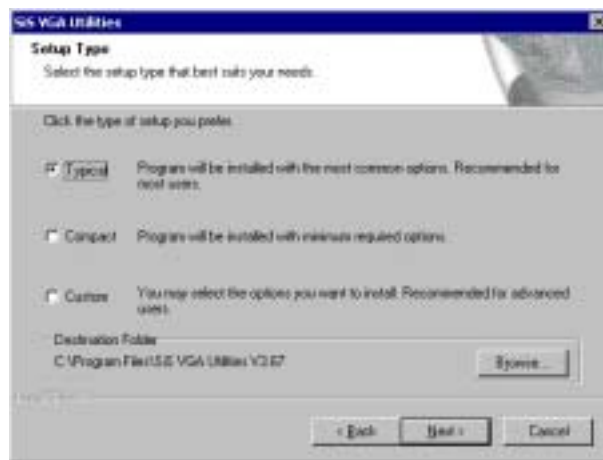 SiS VGA Utilities
Setup Type
Select the setup type that best suits your needs.
Click the type of setup you prefer.
Typical
Program will be installed with the most common options. Recommended for
most users.
Compact
Program will be installed with minimum required options.
Custom
You may select the options you want to install. Recommended for advanced
users.
Destination Folder
C:\Program Files\SiS VGA Utilities V3.67
Browse...
< Back
Next >
Cancel